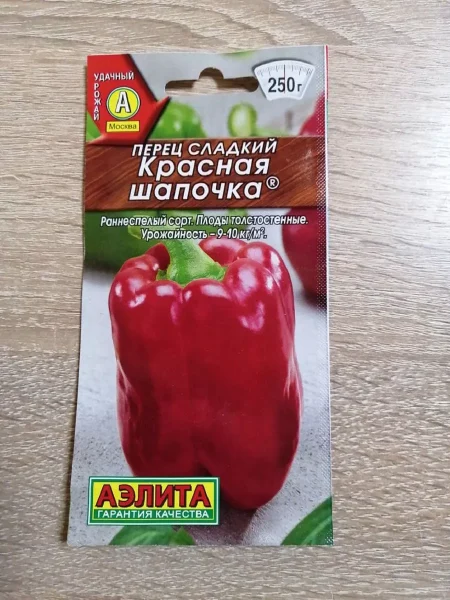 УДАЧНЫЙ
УРОЖАЙ
А
Москва
250 г
ПЕРЕЦ СЛАДКИЙ
Красная
шапочка®
Раннеспелый сорт. Плоды толстостенные.
Урожайность – 9-10 кг/м².
АЭЛИТА
ГАРАНТИЯ КАЧЕСТВА